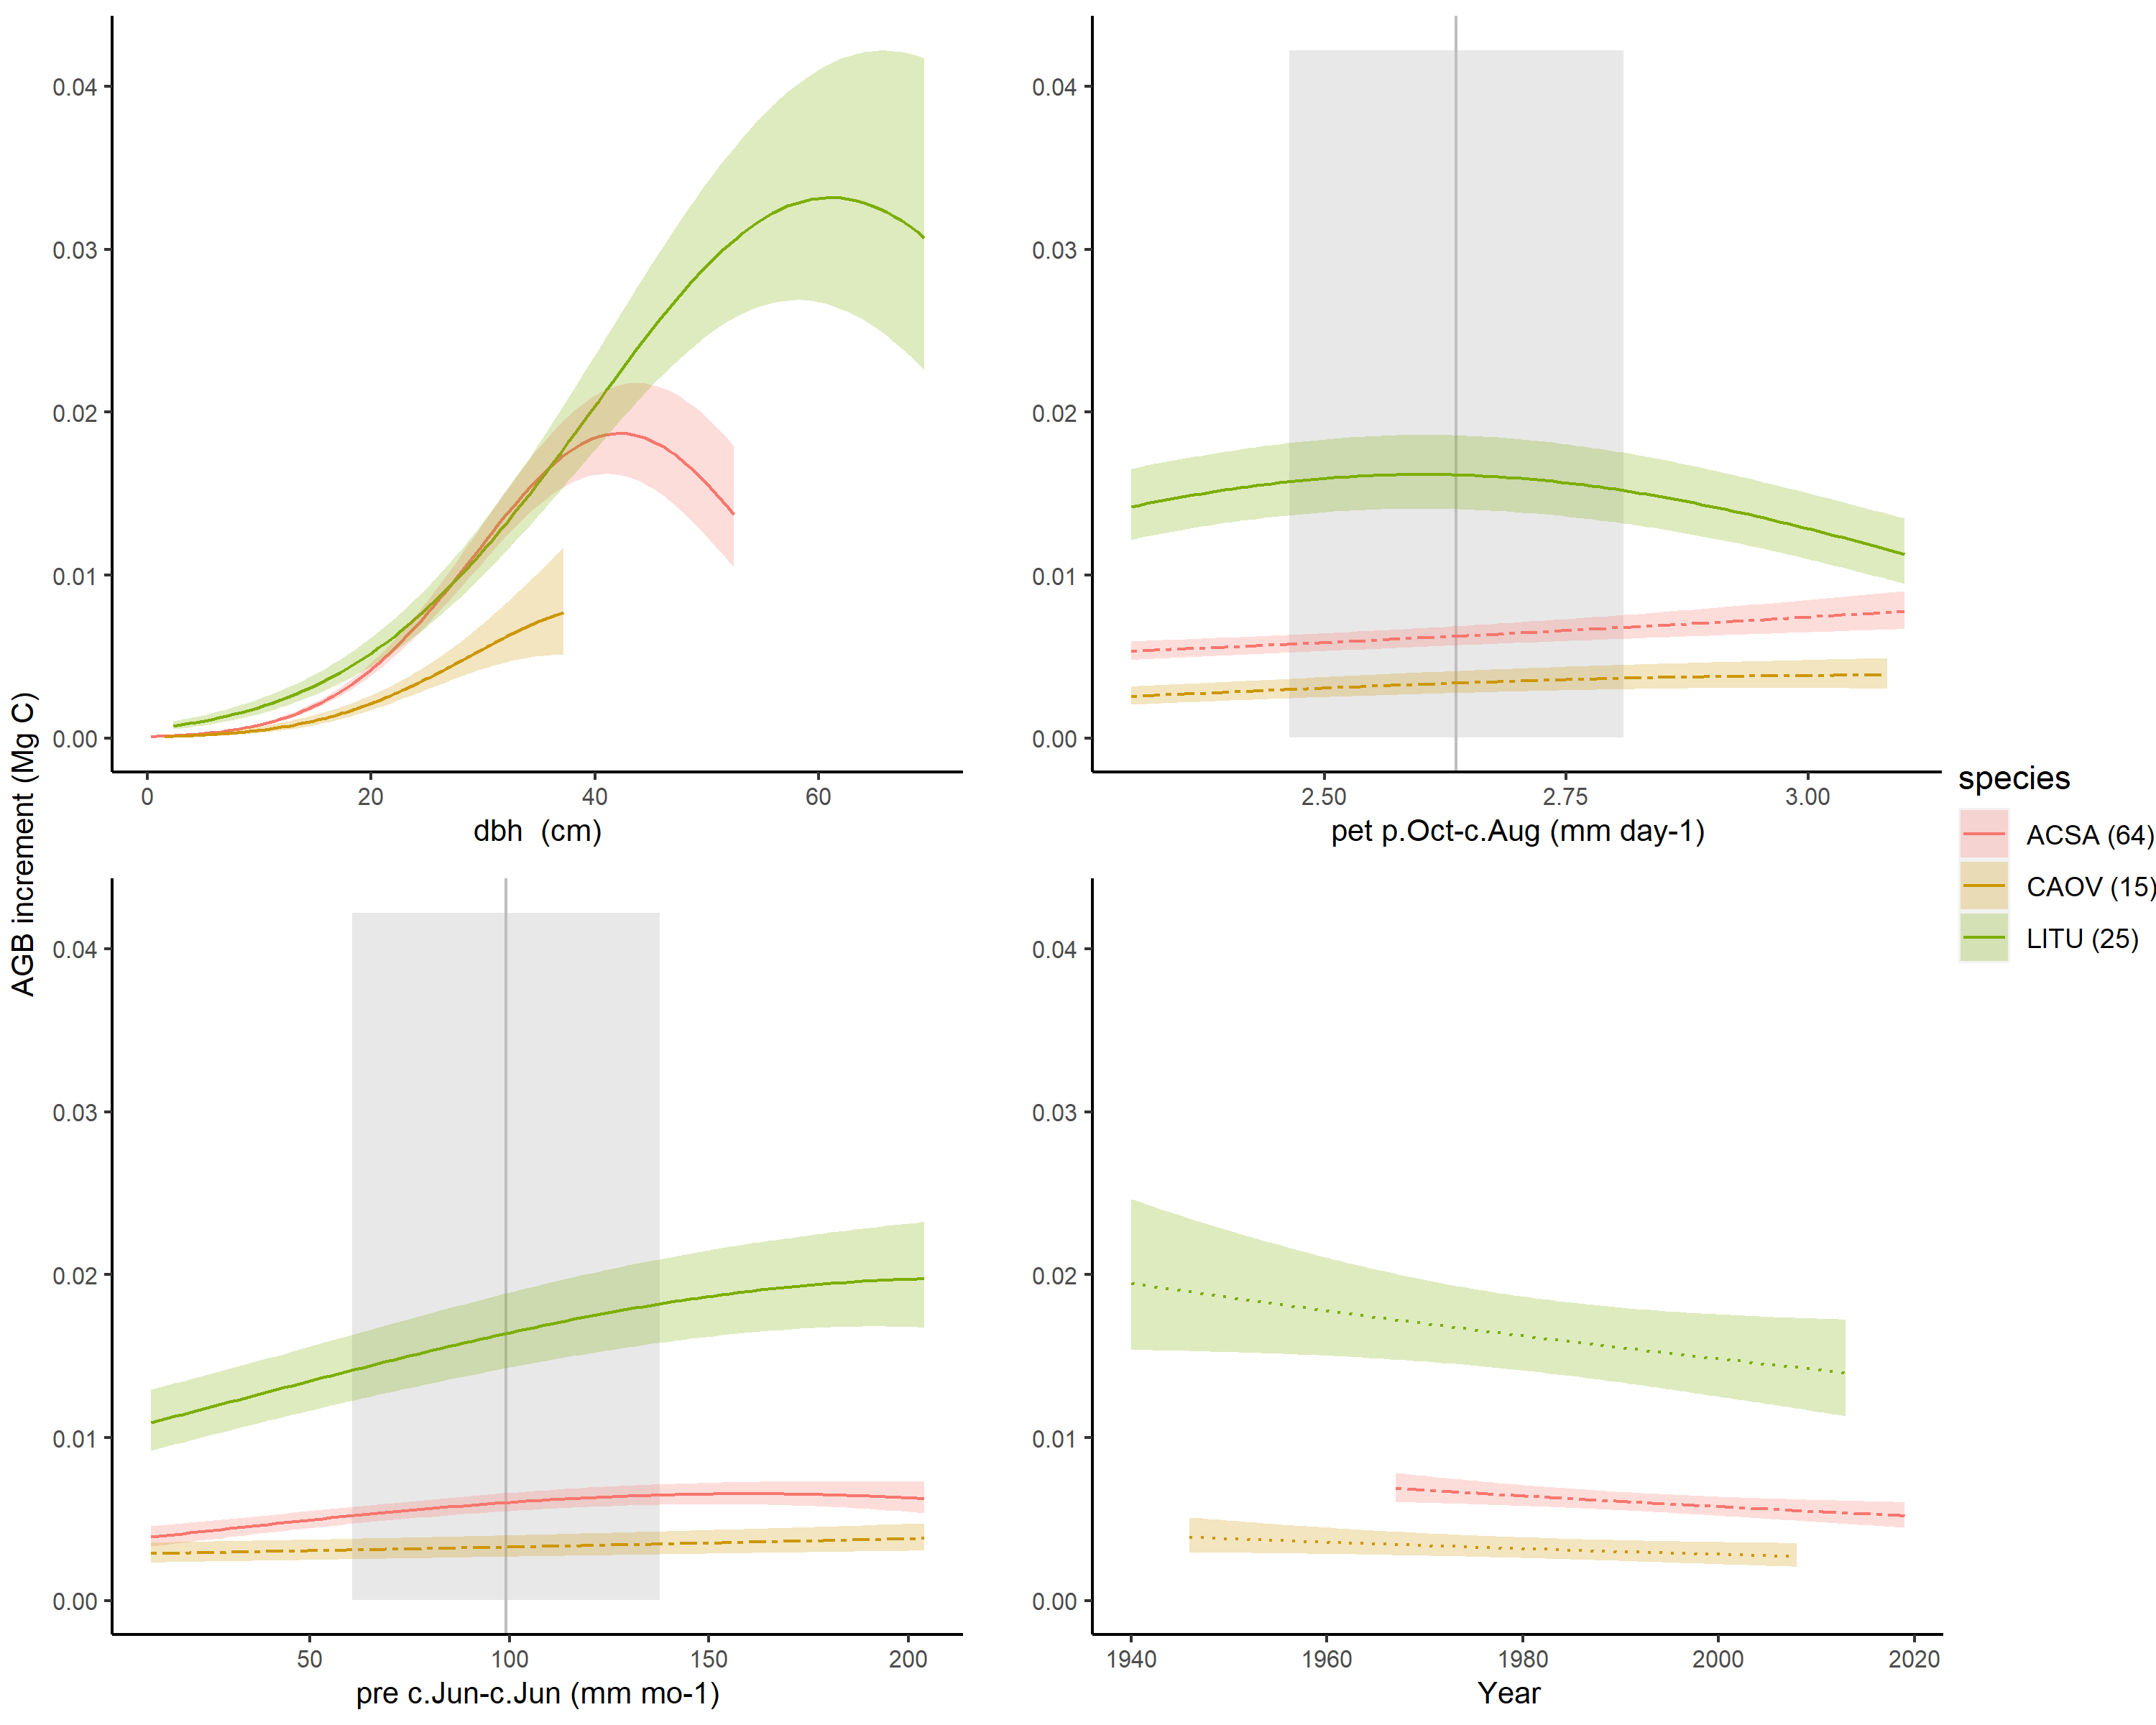 AGB increment (Mg C)
0.04
0.03
0.02
0.01
0.00
0 20 40 60
dbh (cm)
0.04
0.03
0.02
0.01
0.00
2.50 2.75 3.00
pet p.Oct-c.Aug (mm day-1)
0.04
0.03
0.02
0.01
0.00
50 100 150 200
pre c.Jun-c.Jun (mm mo-1)
0.04
0.03
0.02
0.01
0.00
1940 1960 1980 2000 2020
Year
species
ACSA (64)
CAOV (15)
LITU (25)